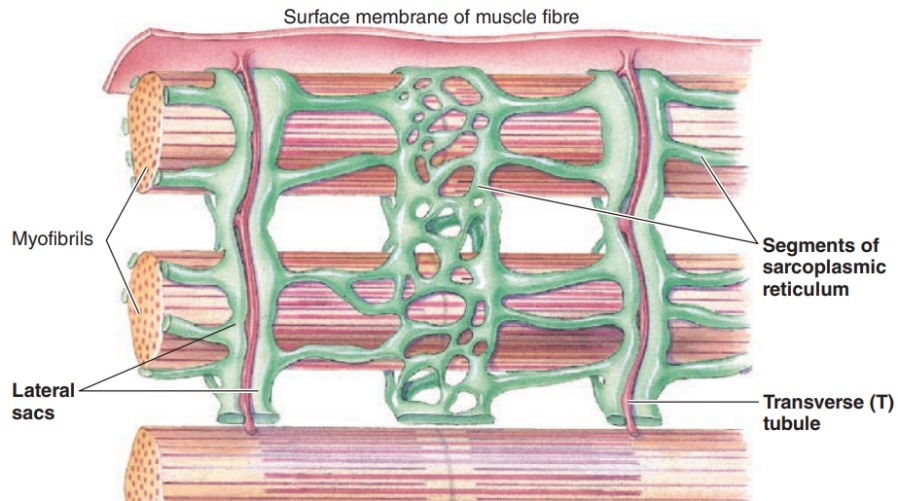 Surface membrane of muscle fibre
Myofibrils
Segments of
sarcoplasmic
reticulum
Lateral
sacs
Transverse (T)
tubule